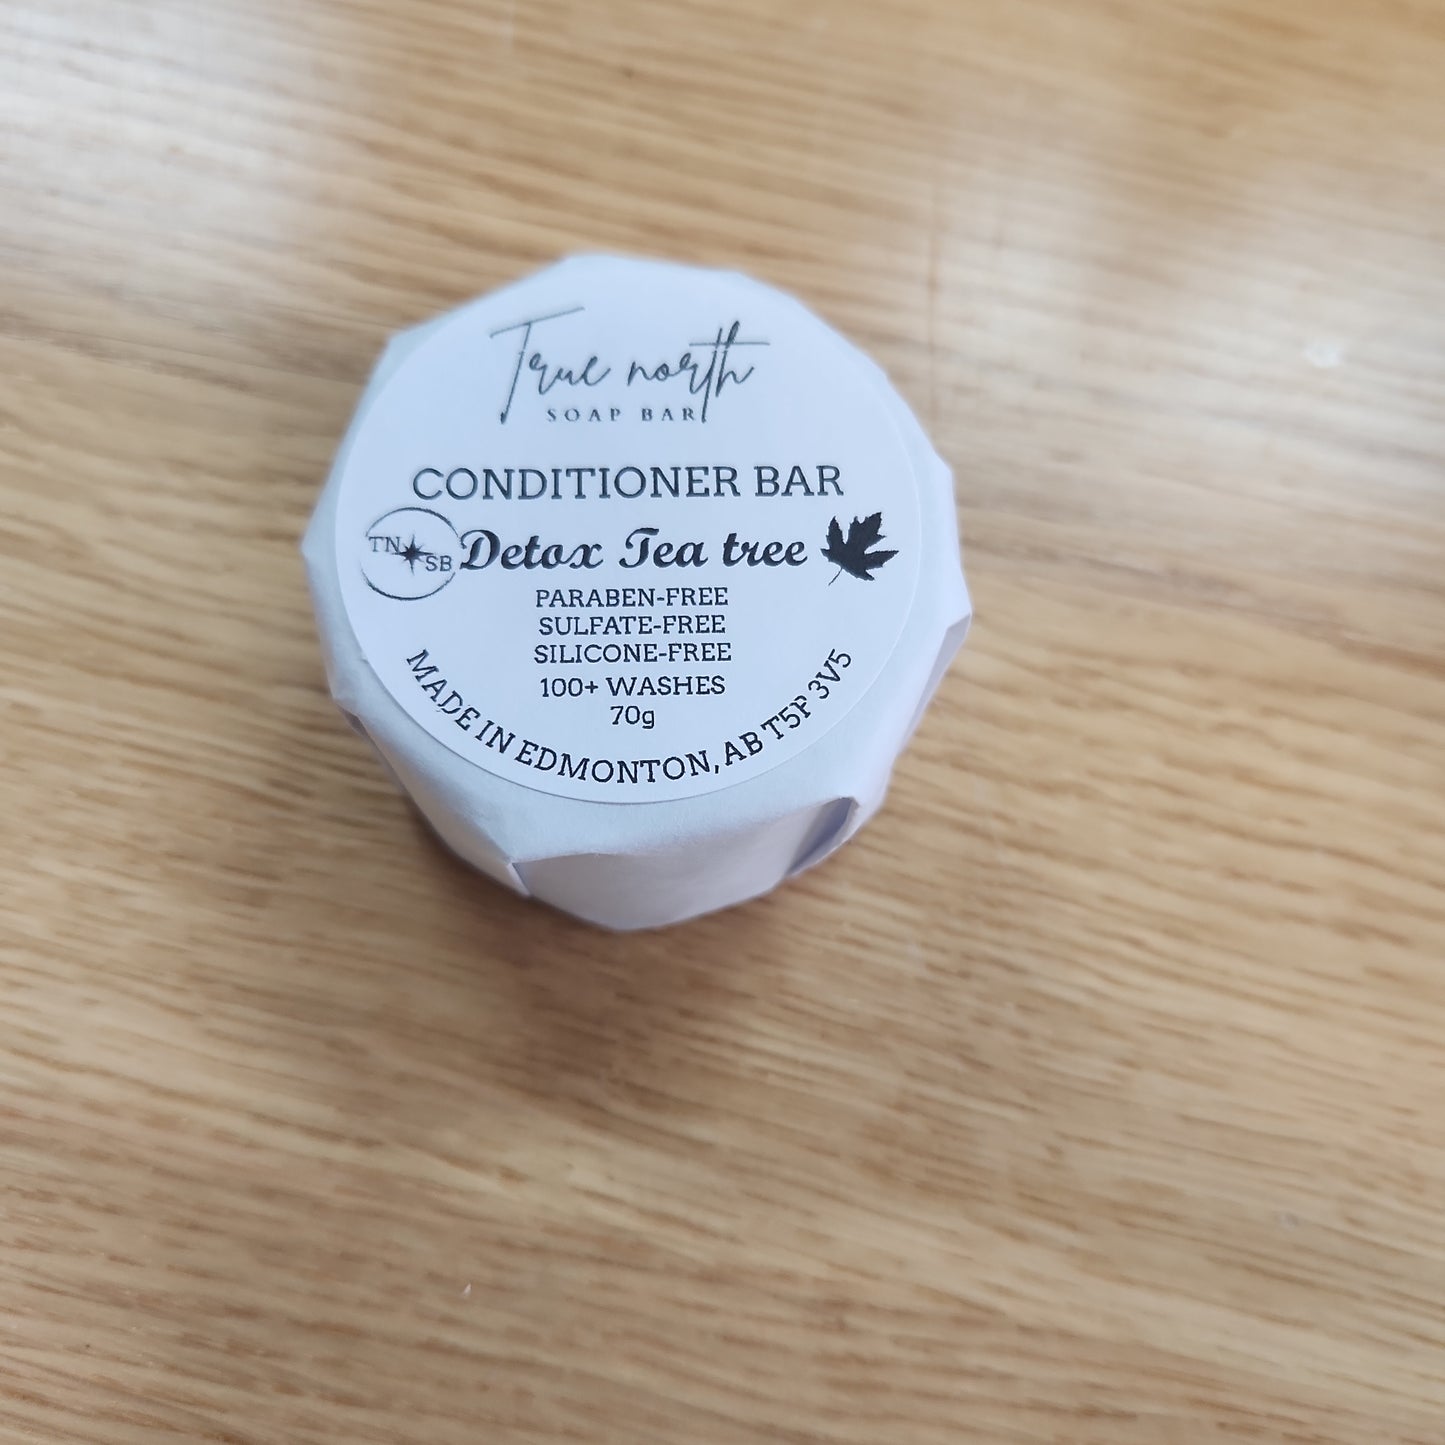 True north
SOAP BAR
CONDITIONER BAR
TN
SB
Detox Tea tree
PARABEN-FREE
SULFATE-FREE
SILICONE-FREE
100+ WASHES
70g
MADE IN EDMONTON, AB T5P 3V5